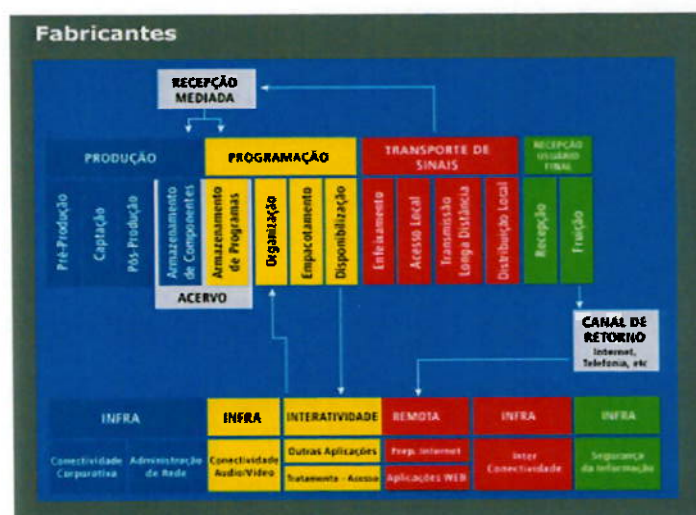 Fabricantes
RECEPÇÃO
MEDIADA
PRODUÇÃO
PROGRAMAÇÃO
TRANSPORTE DE
SINAIS
RECEPÇÃO
USUÁRIO
FINAL
Pré-Produção
Captação
Pós-Produção
Armazenamento
de Componentes
Armazenamento
de Programas
Organização
Empacotamento
Disponibilização
Enfeixamento
Acesso Local
Transmissão
Longa Distância
Distribuição Local
Recepção
Fruição
ACERVO
CANAL DE
RETORNO
Internet,
Telefonia, etc
INFRA
INFRA
INTERATIVIDADE
REMOTA
INFRA
INFRA
Conectividade
Corporativa
Administração
de Rede
Conectividade
Audio/Vídeo
Outras Aplicações
Tratamento - Acesso
Prep. Internet
Aplicações WEB
Inter
Conectividade
Segurança
da Informação